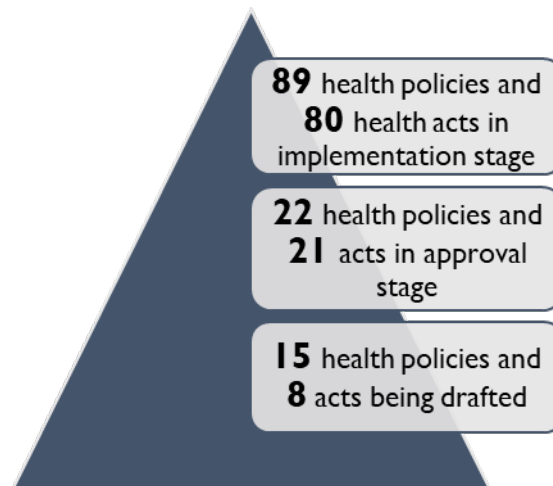 89 health policies and
80 health acts in
implementation stage
22 health policies and
21 acts in approval
stage
15 health policies and
8 acts being drafted